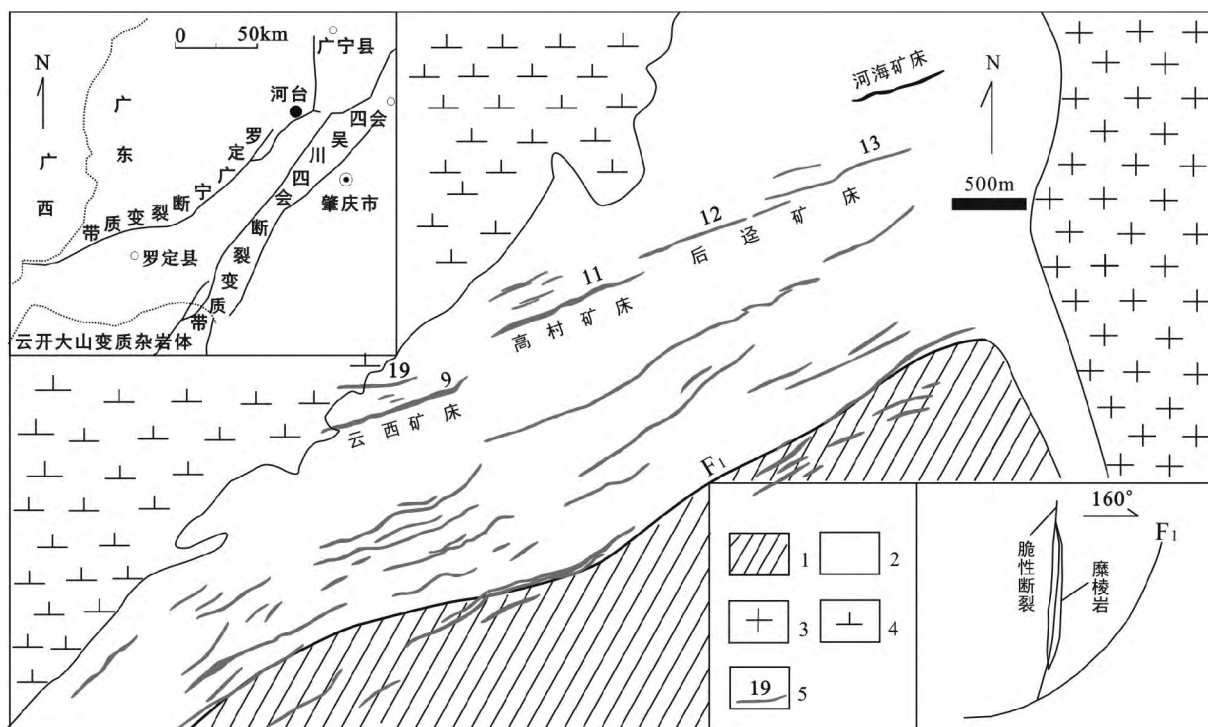 0 50km
广宁县
N
河台
广东
广西
罗定广宁断裂变质带
四会
吴川四会断裂变质带
肇庆市
罗定县
云开大山变质杂岩体
河海矿床
N
500m
13
12
后迳矿床
11
高村矿床
19
9
云西矿床
F₁
1
2
3
4
19 5
160°
F₁
脆性断裂
糜棱岩